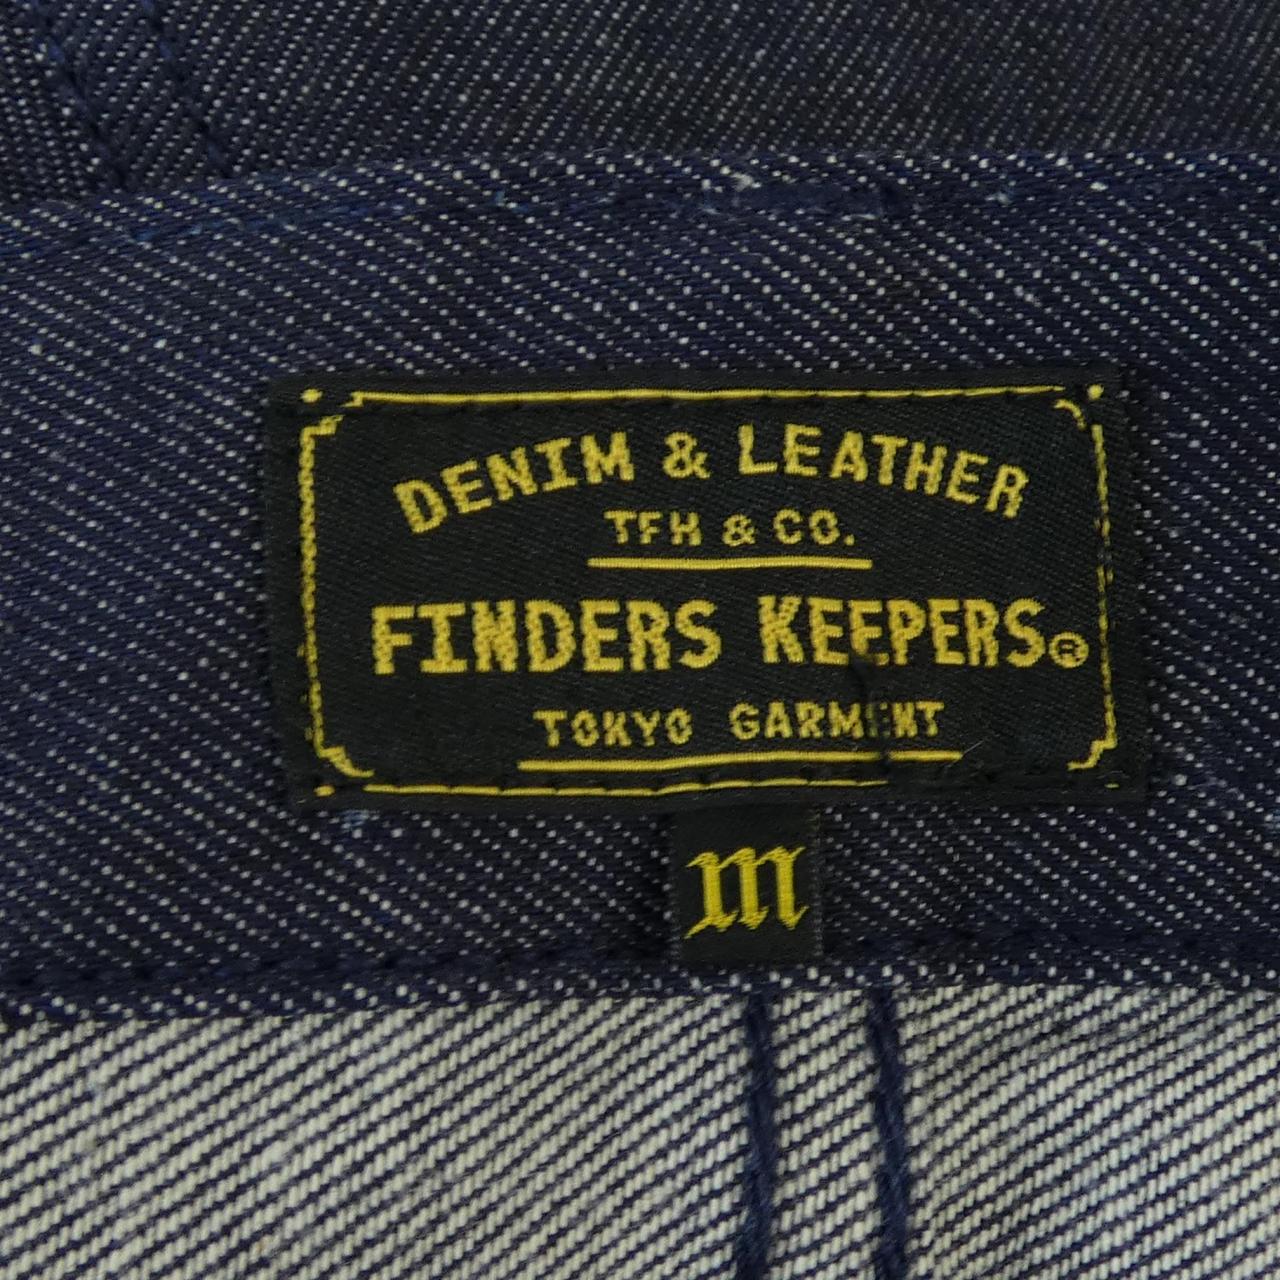 DENIM & LEATHER
TFH & CO.
FINDERS KEEPERS®
TOKYO GARMENT
M